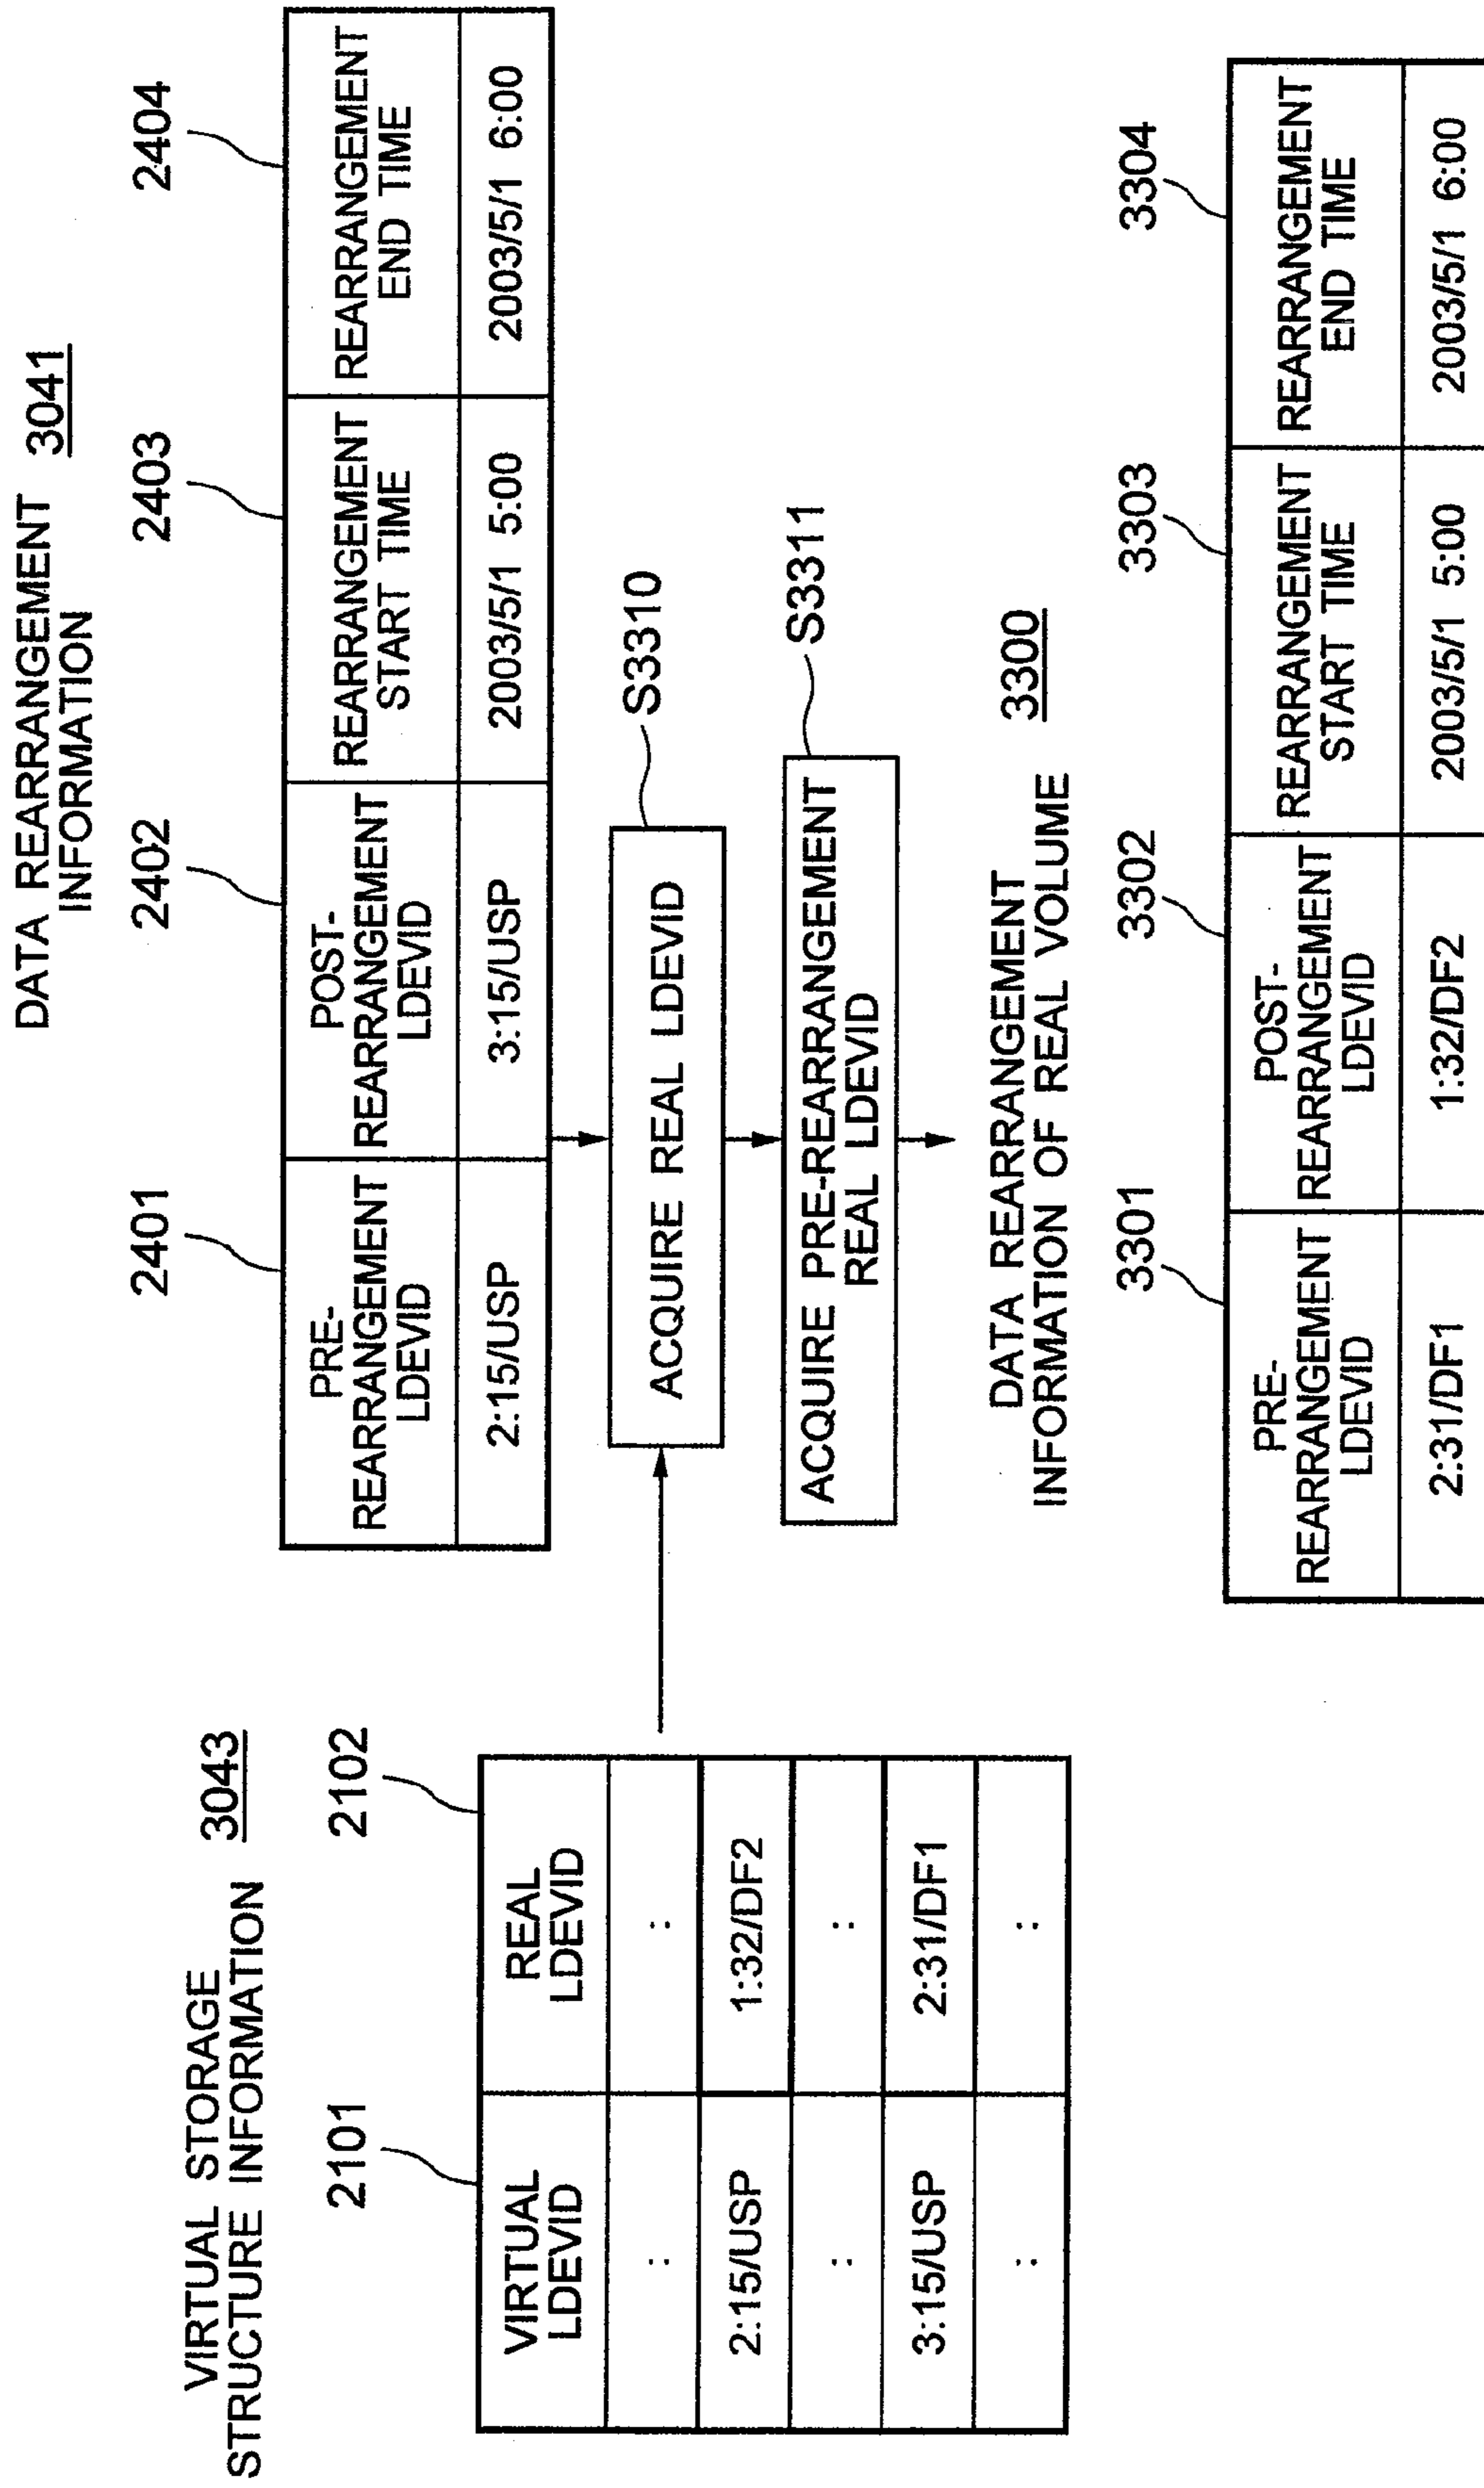 DATA REARRANGEMENT
INFORMATION 3041
2401
2402
2403
2404
PRE-
REARRANGEMENT
LDEVID
POST-
REARRANGEMENT
LDEVID
REARRANGEMENT
START TIME
REARRANGEMENT
END TIME
2:15/USP
3:15/USP
2003/5/1 5:00
2003/5/1 6:00
VIRTUAL STORAGE
STRUCTURE INFORMATION 3043
2101
2102
VIRTUAL
LDEVID
REAL
LDEVID
: :
2:15/USP 1:32/DF2
: :
3:15/USP 2:31/DF1
: :
ACQUIRE REAL LDEVID
S3310
ACQUIRE PRE-REARRANGEMENT
REAL LDEVID
S3311
DATA REARRANGEMENT
INFORMATION OF REAL VOLUME 3300
3301
3302
3303
3304
PRE-
REARRANGEMENT
LDEVID
POST-
REARRANGEMENT
LDEVID
REARRANGEMENT
START TIME
REARRANGEMENT
END TIME
2:31/DF1
1:32/DF2
2003/5/1 5:00
2003/5/1 6:00